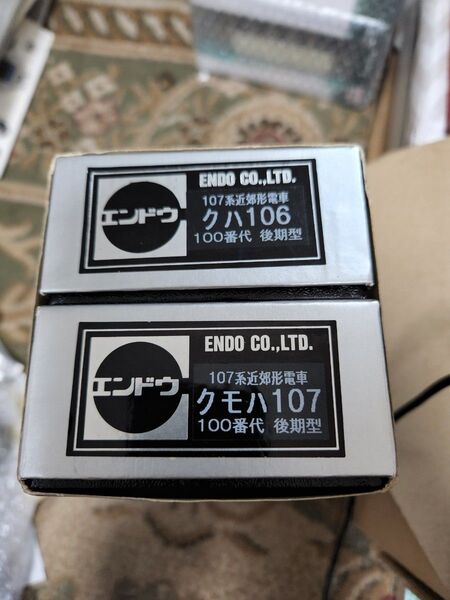 エンドウ
ENDO CO.,LTD.
107系近郊形電車
クハ106
100番代 後期型
エンドウ
ENDO CO.,LTD.
107系近郊形電車
クモハ107
100番代 後期型